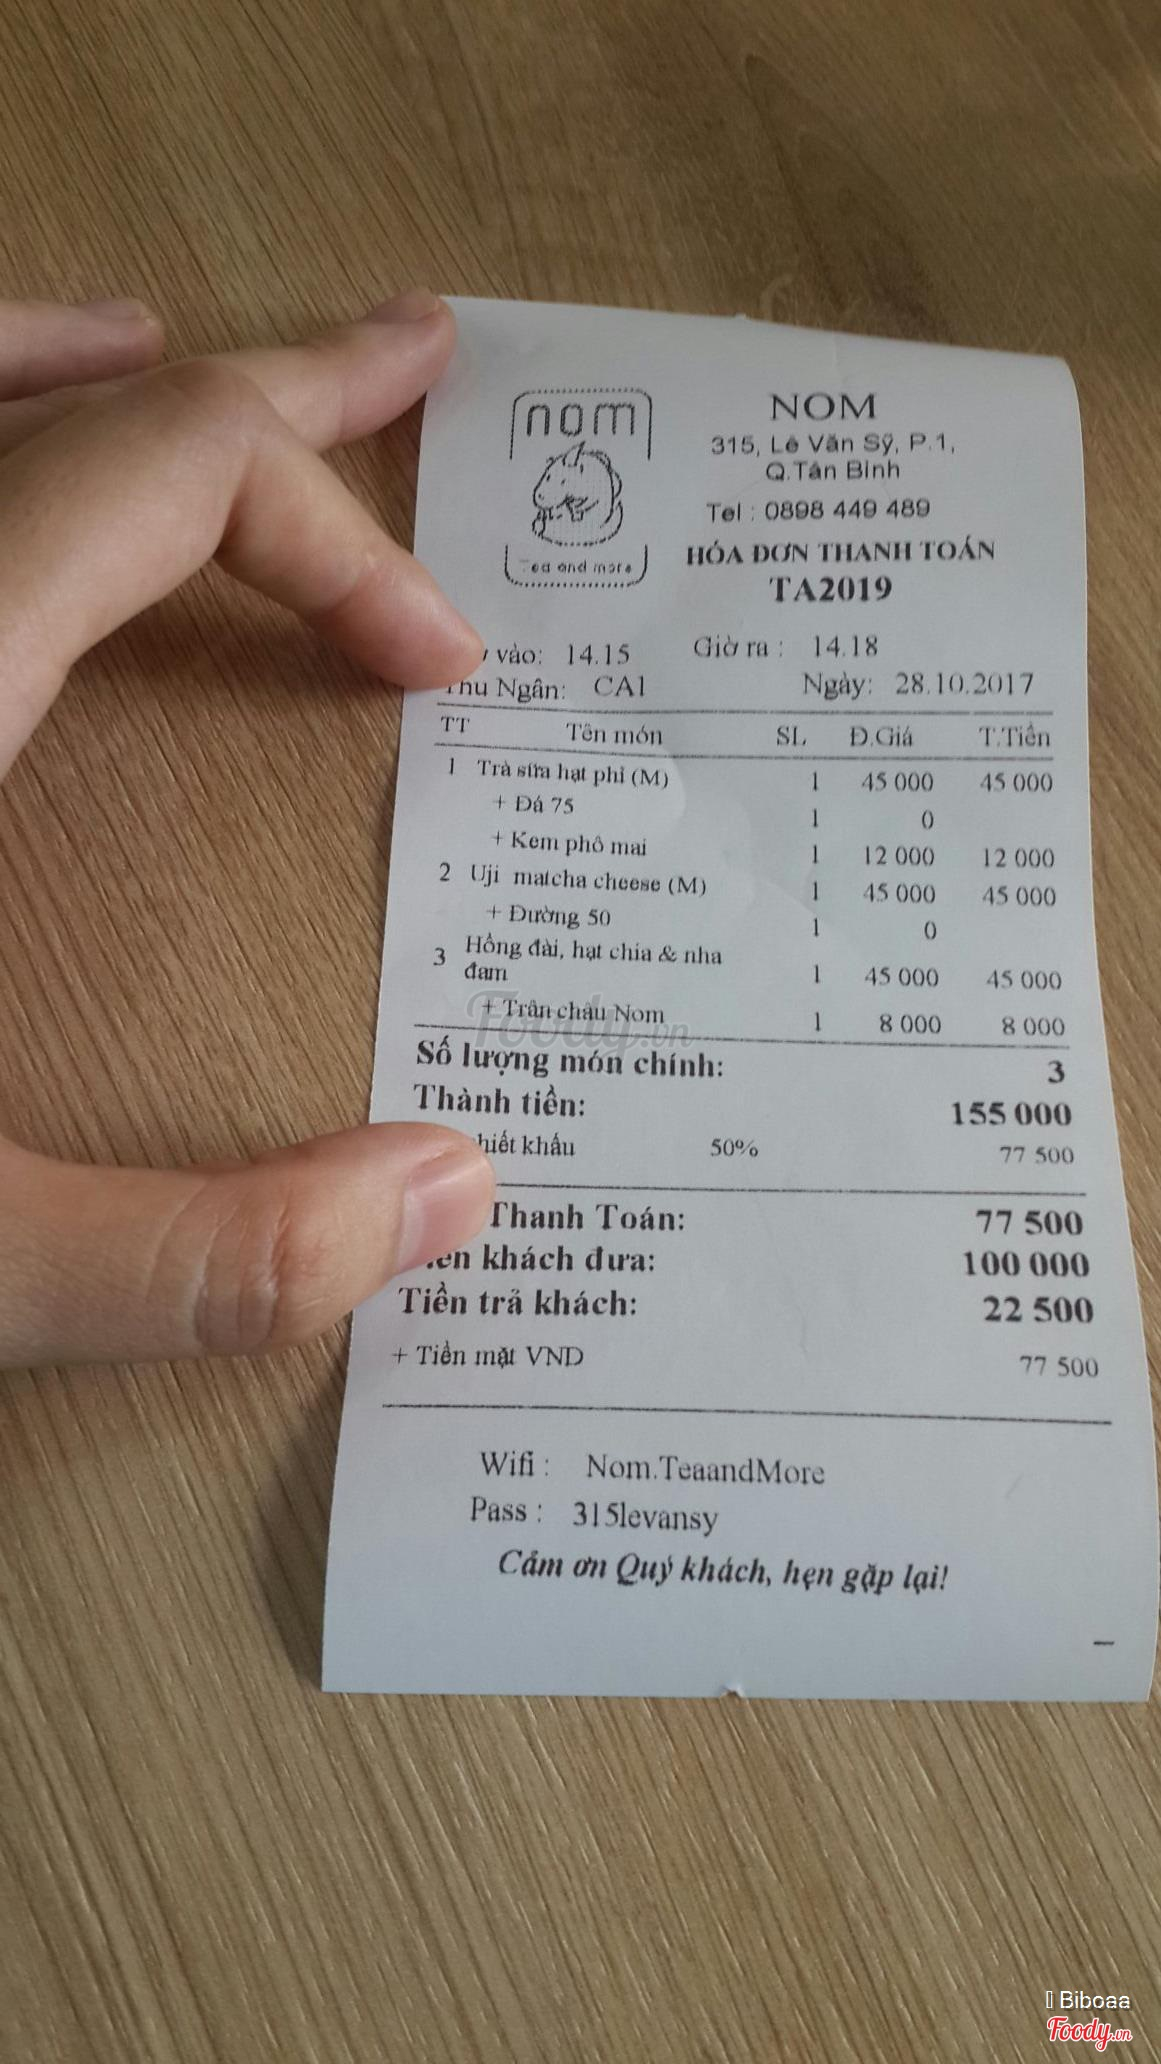 nom
and more
NOM
315, Lê Văn Sỹ, P.1,
Q.Tân Bình
Tel : 0898 449 489
HÓA ĐƠN THANH TOÁN
TA2019
vào: 14.15 Giờ ra : 14.18
Thu Ngân: CA1 Ngày: 28.10.2017
TT Tên món SL Đ.Giá T.Tiền
1 Trà sữa hạt phỉ (M) 1 45 000 45 000
+ Đá 75 1 0
+ Kem phô mai 1 12 000 12 000
2 Uji matcha cheese (M) 1 45 000 45 000
+ Đường 50 1 0
3 Hồng đài, hạt chia & nha
đam 1 45 000 45 000
+ Trân châu Nom 1 8 000 8 000
Foody.vn
Số lượng món chính: 3
Thành tiền: 155 000
khấu 50% 77 500
Thanh Toán: 77 500
khách đưa: 100 000
Tiền trả khách: 22 500
+ Tiền mặt VND 77 500
Wifi : Nom.TeaandMore
Pass : 315levansy
Cảm ơn Quý khách, hẹn gặp lại!
Biboaa
Foody.vn